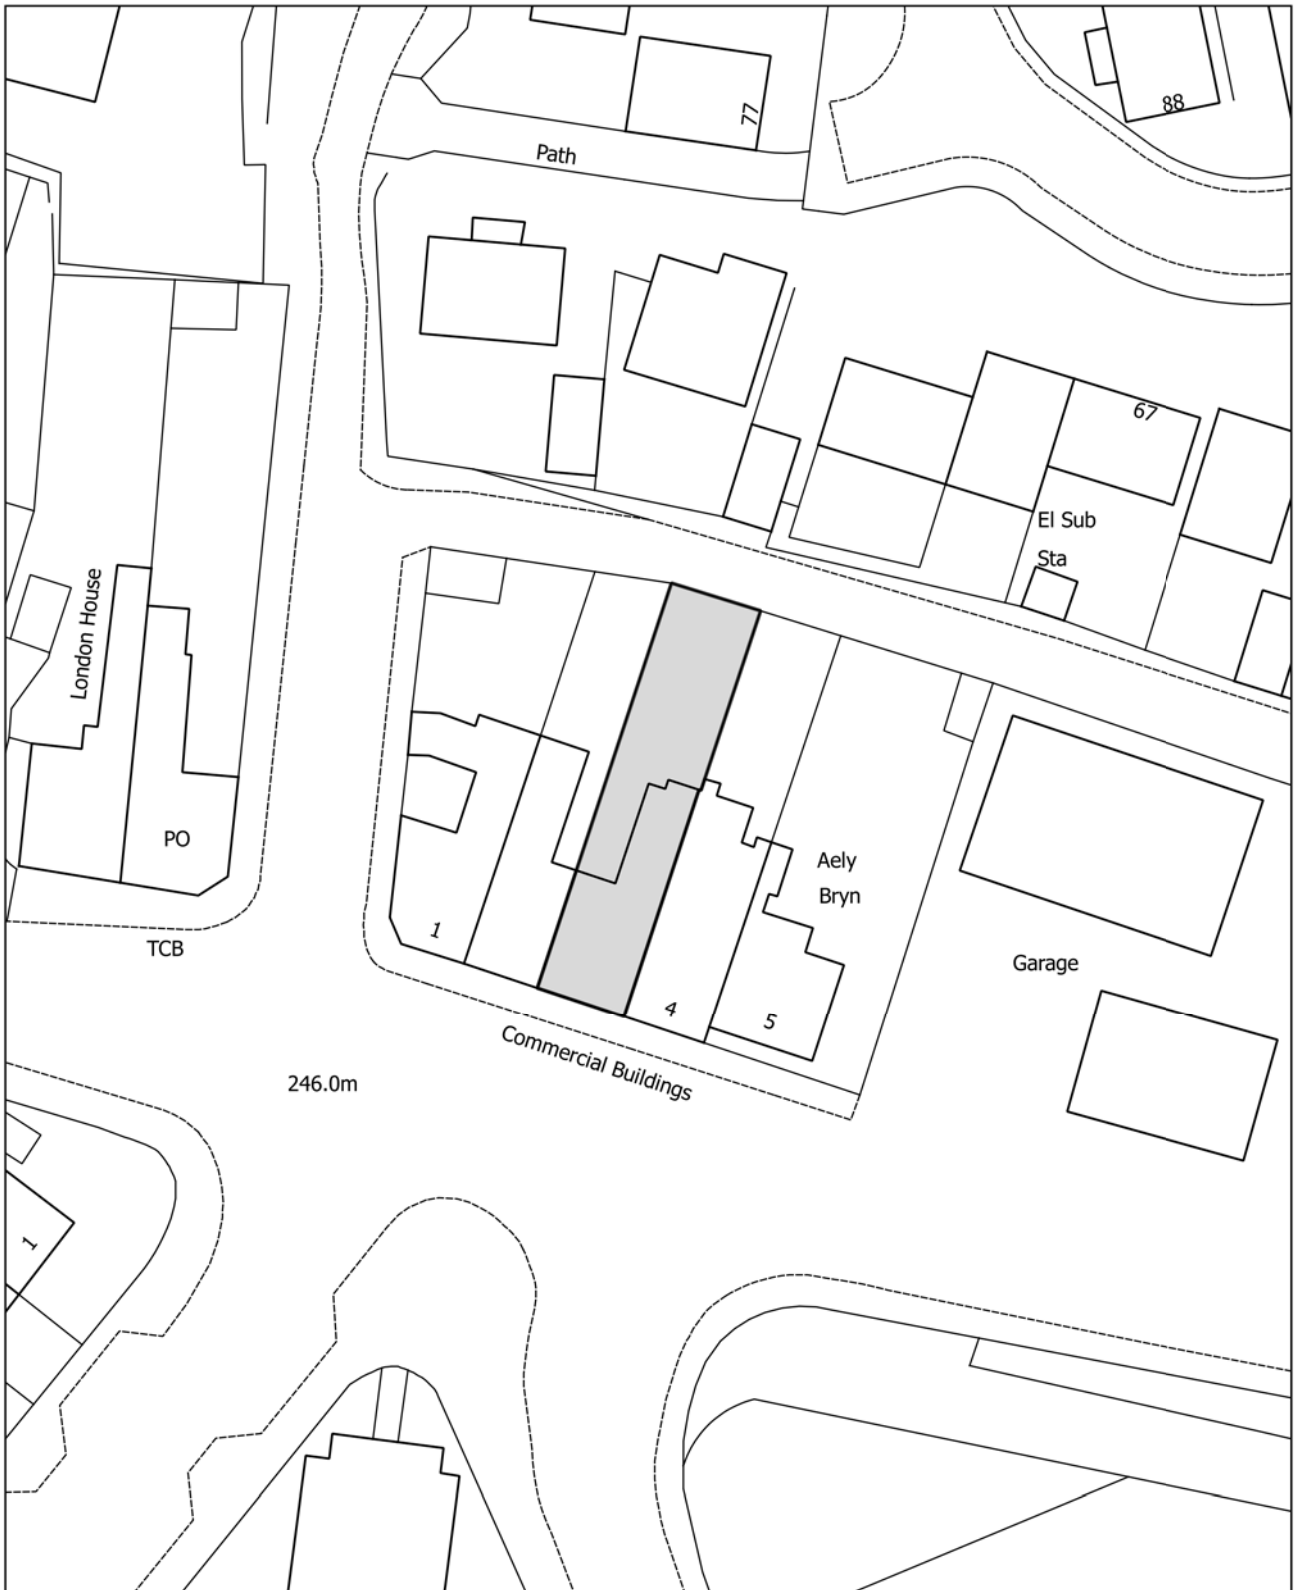 88
77
Path
67
El Sub
Sta
London House
PO
Aely
Bryn
1
TCB
Garage
4
5
Commercial Buildings
246.0m
1